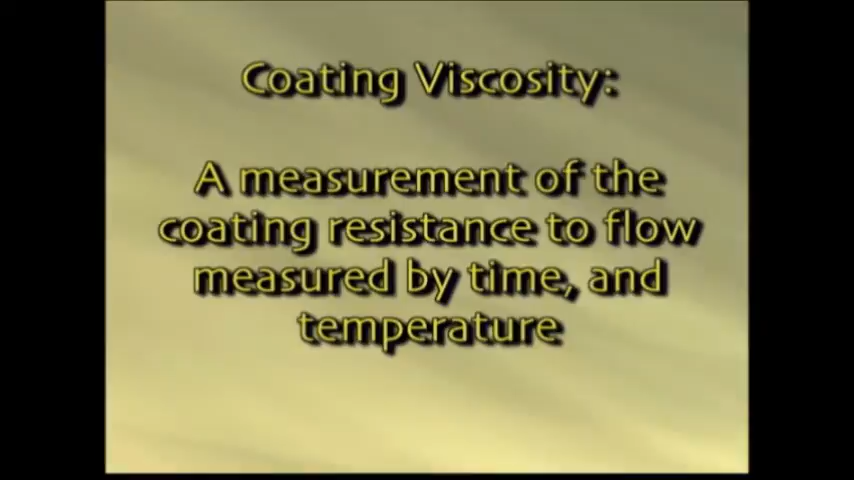 Coating Viscosity:
A measurement of the
coating resistance to flow
measured by time, and
temperature